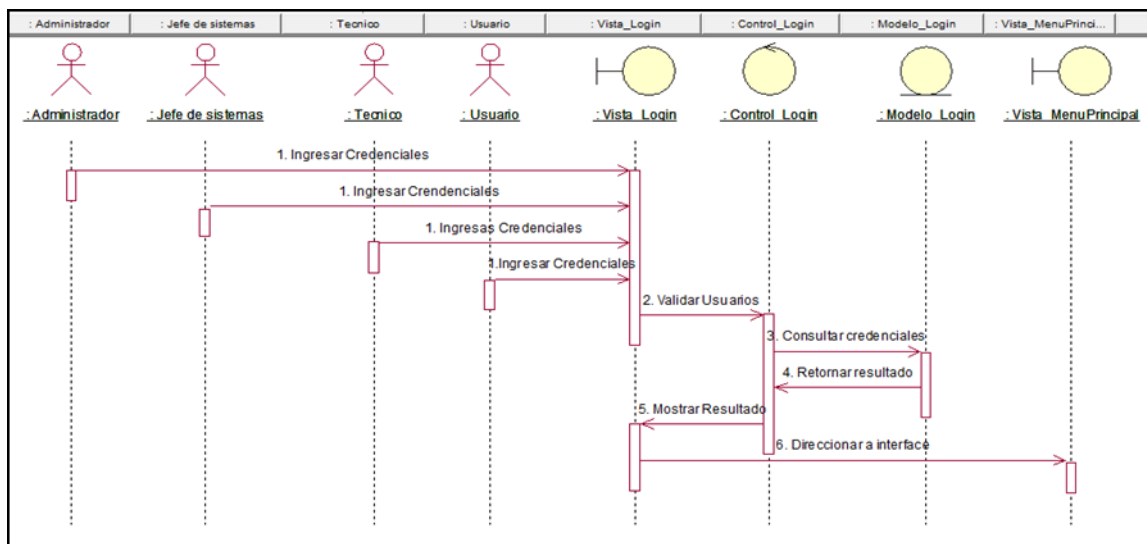 : Administrador
: Jefe de sistemas
: Tecnico
: Usuario
: Vista_Login
: Control_Login
: Modelo_Login
: Vista_MenuPrinci...
: Administrador
: Jefe de sistemas
: Tecnico
: Usuario
: Vista_Login
: Control_Login
: Modelo_Login
: Vista_MenuPrincipal
1. Ingresar Credenciales
1. Ingresar Crendenciales
1. Ingresas Credenciales
1.Ingresar Credenciales
2. Validar Usuarios
3. Consultar credenciales
4. Retornar resultado
5. Mostrar Resultado
6. Direccionar a interface